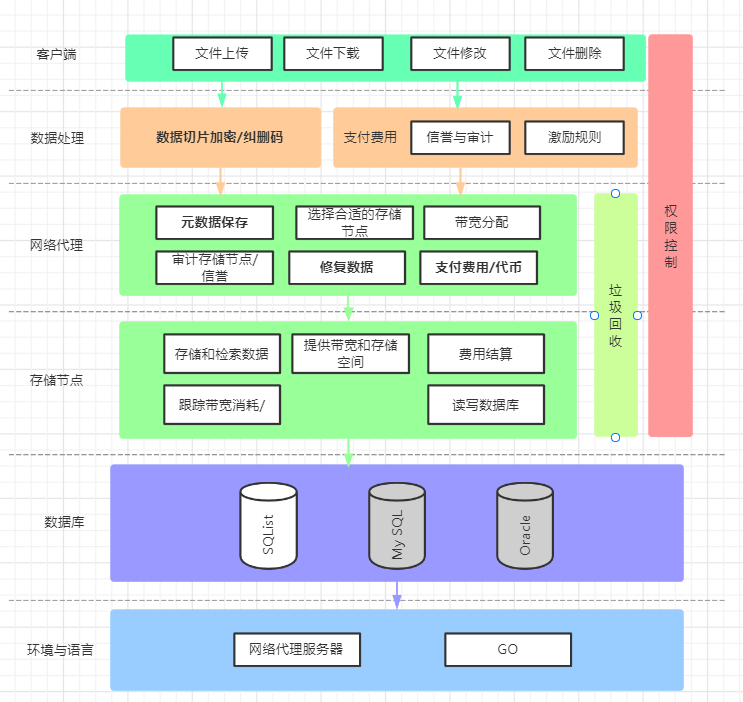 客户端
文件上传
文件下载
文件修改
文件删除
数据处理
数据切片加密/纠删码
支付费用
信誉与审计
激励规则
网络代理
元数据保存
选择合适的存储
节点
带宽分配
审计存储节点/
信誉
修复数据
支付费用/代币
存储节点
存储和检索数据
提供带宽和存储
空间
费用结算
跟踪带宽消耗/
读写数据库
垃圾回收
权限控制
数据库
SQList
My SQL
Oracle
环境与语言
网络代理服务器
GO